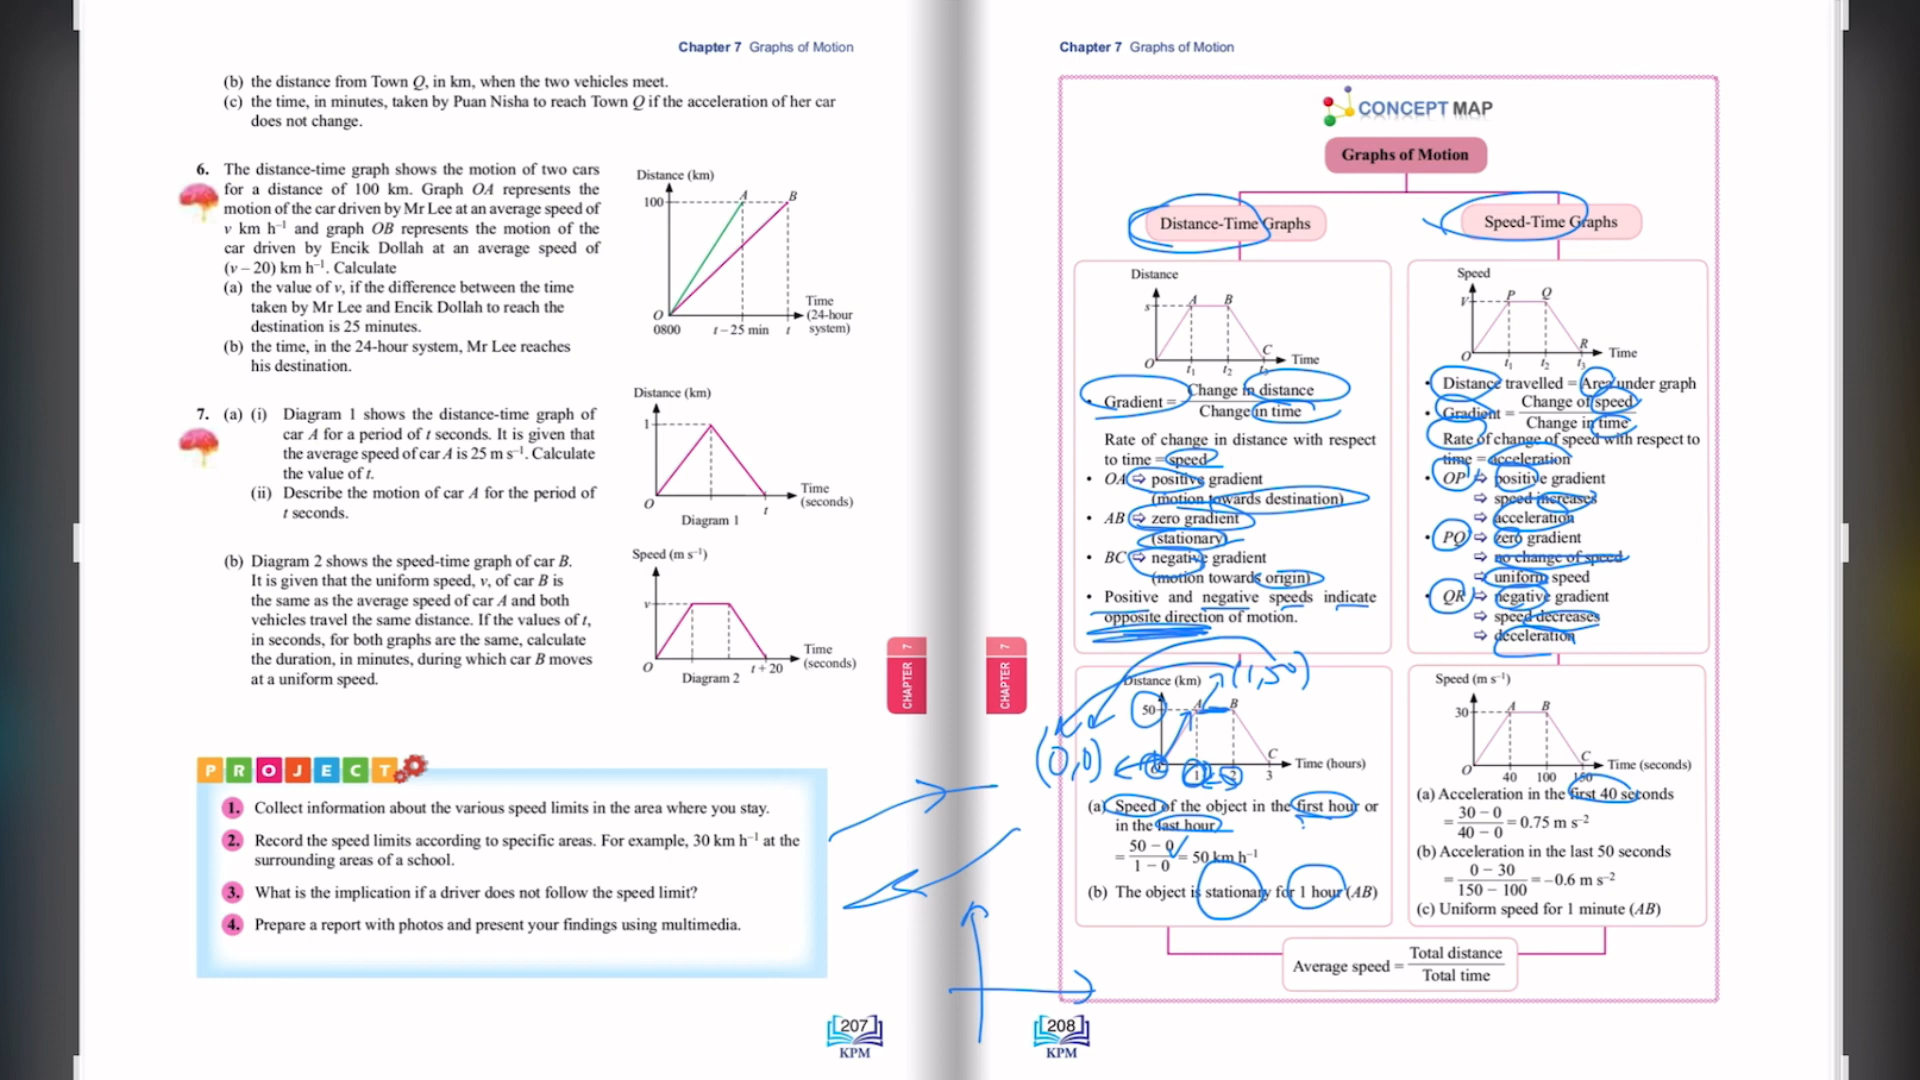 Chapter 7 Graphs of Motion
(b) the distance from Town Q, in km, when the two vehicles meet.
(c) the time, in minutes, taken by Puan Nisha to reach Town Q if the acceleration of her car
does not change.
6. The distance-time graph shows the motion of two cars
for a distance of 100 km. Graph OA represents the
motion of the car driven by Mr Lee at an average speed of
v km h⁻¹ and graph OB represents the motion of the
car driven by Encik Dollah at an average speed of
(v – 20) km h⁻¹. Calculate
(a) the value of v, if the difference between the time
taken by Mr Lee and Encik Dollah to reach the
destination is 25 minutes.
(b) the time, in the 24-hour system, Mr Lee reaches
his destination.
Distance (km)
100
A
B
O
0800
t – 25 min
t
Time
(24-hour
system)
7. (a) (i) Diagram 1 shows the distance-time graph of
car A for a period of t seconds. It is given that
the average speed of car A is 25 m s⁻¹. Calculate
the value of t.
(ii) Describe the motion of car A for the period of
t seconds.
Distance (km)
1
O
t
Time
(seconds)
Diagram 1
(b) Diagram 2 shows the speed-time graph of car B.
It is given that the uniform speed, v, of car B is
the same as the average speed of car A and both
vehicles travel the same distance. If the values of t,
in seconds, for both graphs are the same, calculate
the duration, in minutes, during which car B moves
at a uniform speed.
Speed (m s⁻¹)
v
O
t + 20
Time
(seconds)
Diagram 2
CHAPTER 7
PROJECT
1. Collect information about the various speed limits in the area where you stay.
2. Record the speed limits according to specific areas. For example, 30 km h⁻¹ at the
surrounding areas of a school.
3. What is the implication if a driver does not follow the speed limit?
4. Prepare a report with photos and present your findings using multimedia.
207
KPM
Chapter 7 Graphs of Motion
CONCEPT MAP
Graphs of Motion
Distance-Time Graphs
Distance
s
A
B
C
O
t₁
t₂
t₃
Time
• Gradient = Change in distance
Change in time
Rate of change in distance with respect
to time = speed
• OA ⇨ positive gradient
(motion towards destination)
• AB ⇨ zero gradient
(stationary)
• BC ⇨ negative gradient
(motion towards origin)
• Positive and negative speeds indicate
opposite direction of motion.
Speed-Time Graphs
Speed
V
P
Q
R
O
t₁
t₂
t₃
Time
• Distance travelled = Area under graph
• Gradient = Change of speed
Change in time
Rate of change of speed with respect to
time = acceleration
• OP ⇨ positive gradient
⇨ speed increases
⇨ acceleration
• PQ ⇨ zero gradient
⇨ no change of speed
⇨ uniform speed
• QR ⇨ negative gradient
⇨ speed decreases
⇨ deceleration
CHAPTER 7
Distance (km)
(1,50)
50
A
B
C
(0,0)
1
2
3
Time (hours)
(a) Speed of the object in the first hour or
in the last hour
?
= 50 – 0
1 – 0
= 50 km h⁻¹
(b) The object is stationary for 1 hour (AB)
Speed (m s⁻¹)
30
A
B
C
O
40
100
150
Time (seconds)
(a) Acceleration in the first 40 seconds
= 30 – 0
40 – 0
= 0.75 m s⁻²
(b) Acceleration in the last 50 seconds
= 0 – 30
150 – 100
= –0.6 m s⁻²
(c) Uniform speed for 1 minute (AB)
Average speed = Total distance
Total time
208
KPM